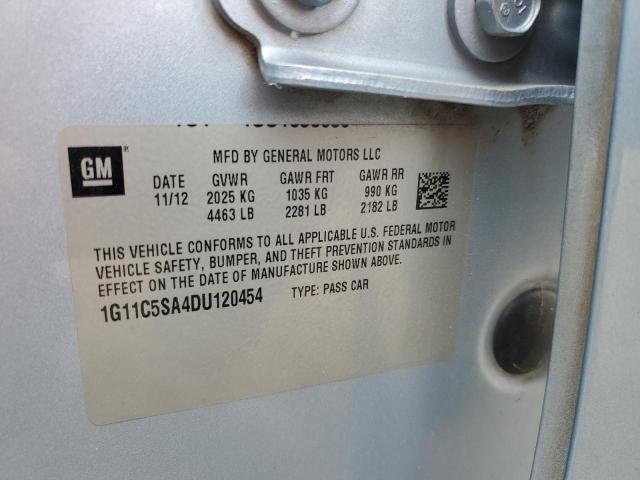 GM
MFD BY GENERAL MOTORS LLC
DATE GVWR GAWR FRT GAWR RR
11/12 2025 KG 1035 KG 990 KG
4463 LB 2281 LB 2182 LB
THIS VEHICLE CONFORMS TO ALL APPLICABLE U.S. FEDERAL MOTOR
VEHICLE SAFETY, BUMPER, AND THEFT PREVENTION STANDARDS IN
EFFECT ON THE DATE OF MANUFACTURE SHOWN ABOVE.
1G11C5SA4DU120454 TYPE: PASS CAR